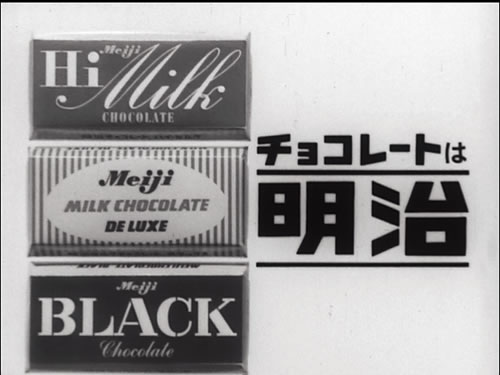 Meiji
Hi Milk
CHOCOLATE
Meiji
MILK CHOCOLATE
DE LUXE
Meiji
BLACK
Chocolate
チョコレートは
明治